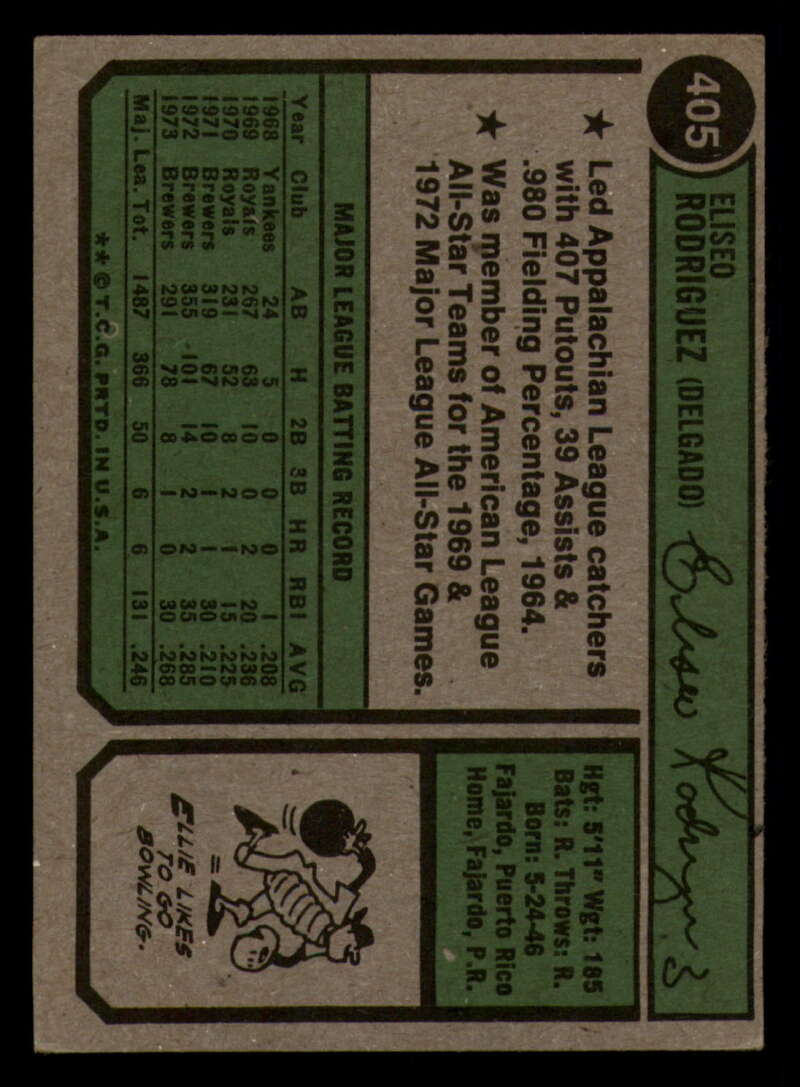 405
ELISEO
RODRIGUEZ (DELGADO)
Eliseo Rodriguez
★ Led Appalachian League catchers
with 407 Putouts, 39 Assists &
.980 Fielding Percentage, 1964.
★ Was member of American League
All-Star Teams for the 1969 &
1972 Major League All-Star Games.
MAJOR LEAGUE BATTING RECORD
Year Club AB H 2B 3B HR RBI AVG
1968 Yankees 24 5 0 0 0 1 .208
1969 Royals 267 63 10 0 2 20 .236
1970 Royals 231 52 8 2 1 15 .225
1971 Brewers 319 67 10 1 1 30 .210
1972 Brewers 355 101 14 2 2 35 .285
1973 Brewers 291 78 8 1 0 30 .268
Maj. Lea. Tot. 1487 366 50 6 6 131 .246
**© T.C.G. PRTD. IN U.S.A.
Hgt: 5'11" Wgt: 185
Bats: R. Throws: R.
Born: 5-24-46
Fajardo, Puerto Rico
Home, Fajardo, P.R.
ELLIE LIKES
TO GO
BOWLING.